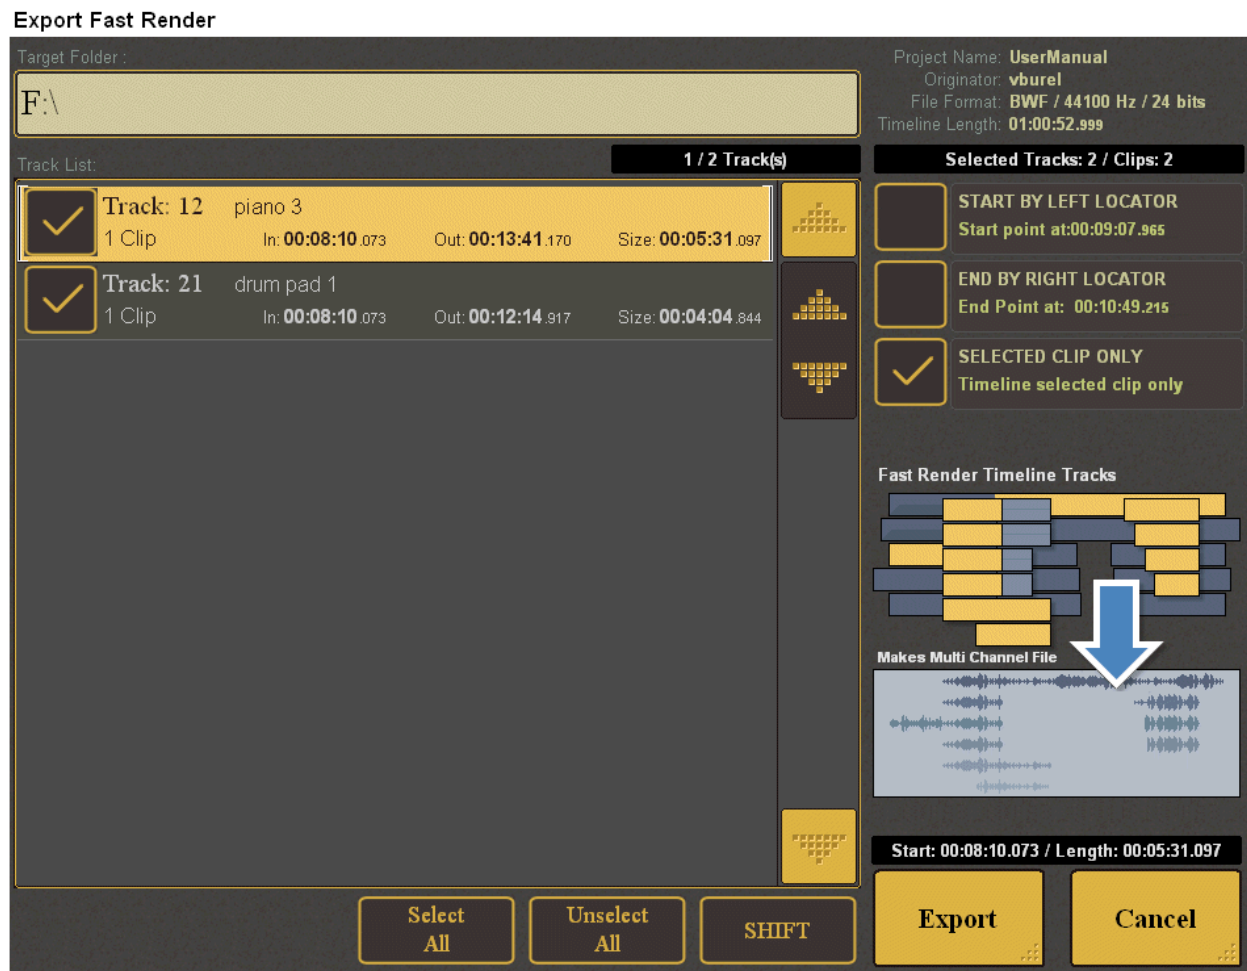 Export Fast Render
Target Folder :
F:\
Project Name: UserManual
Originator: vburel
File Format: BWF / 44100 Hz / 24 bits
Timeline Length: 01:00:52.999
Track List:
1 / 2 Track(s)
Selected Tracks: 2 / Clips: 2
Track: 12 piano 3
1 Clip In: 00:08:10.073 Out: 00:13:41.170 Size: 00:05:31.097
Track: 21 drum pad 1
1 Clip In: 00:08:10.073 Out: 00:12:14.917 Size: 00:04:04.844
START BY LEFT LOCATOR
Start point at:00:09:07.965
END BY RIGHT LOCATOR
End Point at: 00:10:49.215
SELECTED CLIP ONLY
Timeline selected clip only
Fast Render Timeline Tracks
Makes Multi Channel File
Start: 00:08:10.073 / Length: 00:05:31.097
Select
All
Unselect
All
SHIFT
Export
Cancel